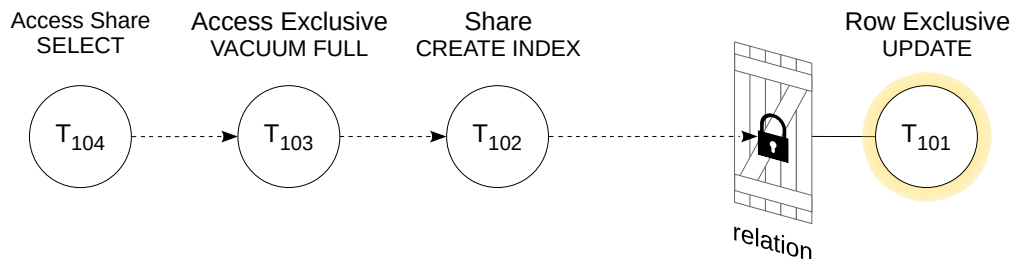 Access Share
SELECT
Access Exclusive
VACUUM FULL
Share
CREATE INDEX
Row Exclusive
UPDATE
T104
T103
T102
T101
relation